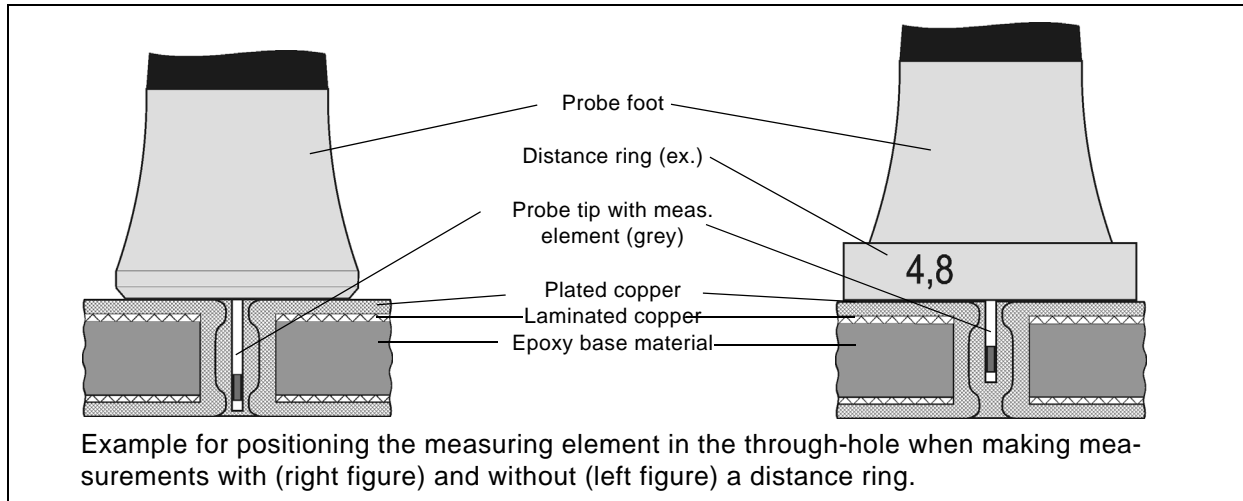 Probe foot
Distance ring (ex.)
Probe tip with meas.
element (grey)
4,8
Plated copper
Laminated copper
Epoxy base material
Example for positioning the measuring element in the through-hole when making mea-
surements with (right figure) and without (left figure) a distance ring.